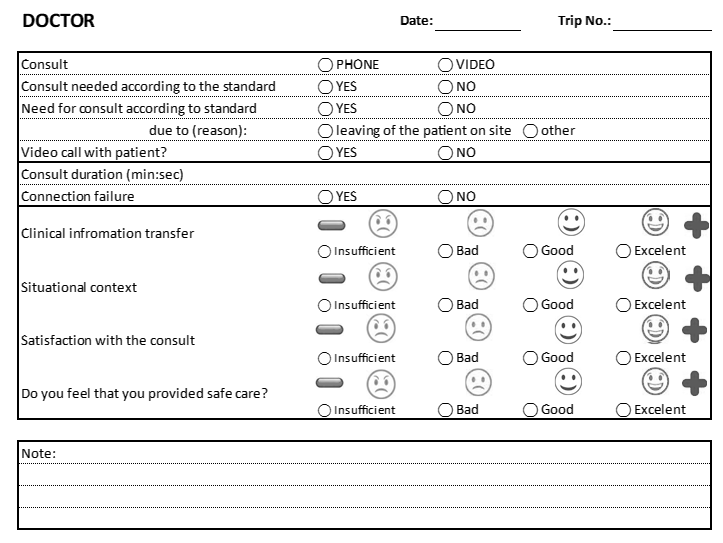 DOCTOR Date: Trip No.:
Consult PHONE VIDEO
Consult needed according to the standard YES NO
Need for consult according to standard YES NO
due to (reason): leaving of the patient on site other
Video call with patient? YES NO
Consult duration (min:sec)
Connection failure YES NO
Clinical infromation transfer
Insufficient Bad Good Excelent
Situational context
Insufficient Bad Good Excelent
Satisfaction with the consult
Insufficient Bad Good Excelent
Do you feel that you provided safe care?
Insufficient Bad Good Excelent
Note: